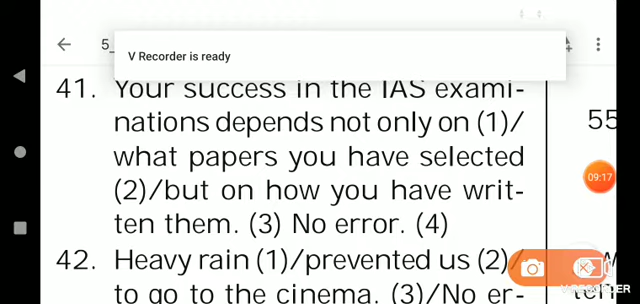 5_
V Recorder is ready
41. Your success in the IAS exami-
nations depends not only on (1)/
what papers you have selected
(2)/but on how you have writ-
ten them. (3) No error. (4)
42. Heavy rain (1)/prevented us (2)/
to go to the cinema. (3)/No er-
55
09:17